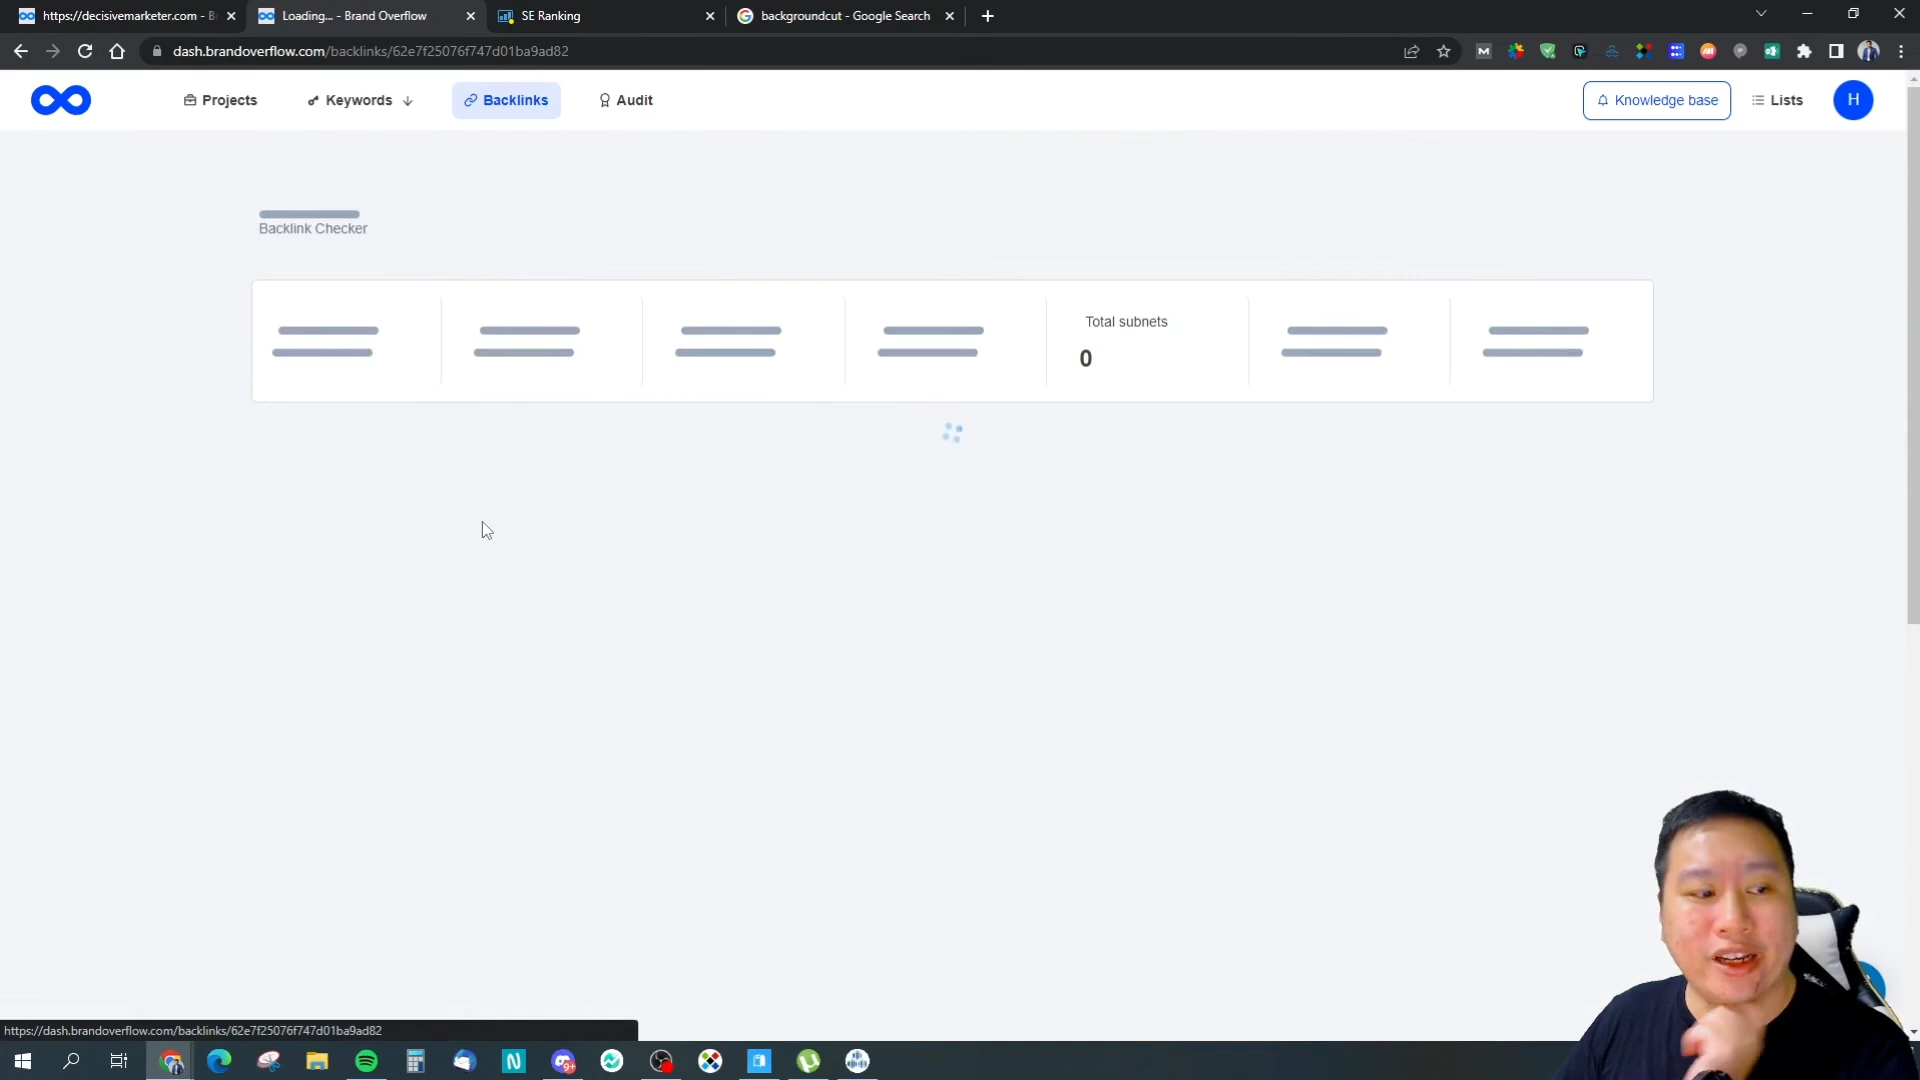 https://decisivemarketer.com - B
Loading... - Brand Overflow
SE Ranking
backgroundcut - Google Search
dash.brandoverflow.com/backlinks/62e7f25076f747d01ba9ad82
Projects
Keywords
Backlinks
Audit
Knowledge base
Lists
H
Backlink Checker
Total subnets
0
https://dash.brandoverflow.com/backlinks/62e7f25076f747d01ba9ad82
9+